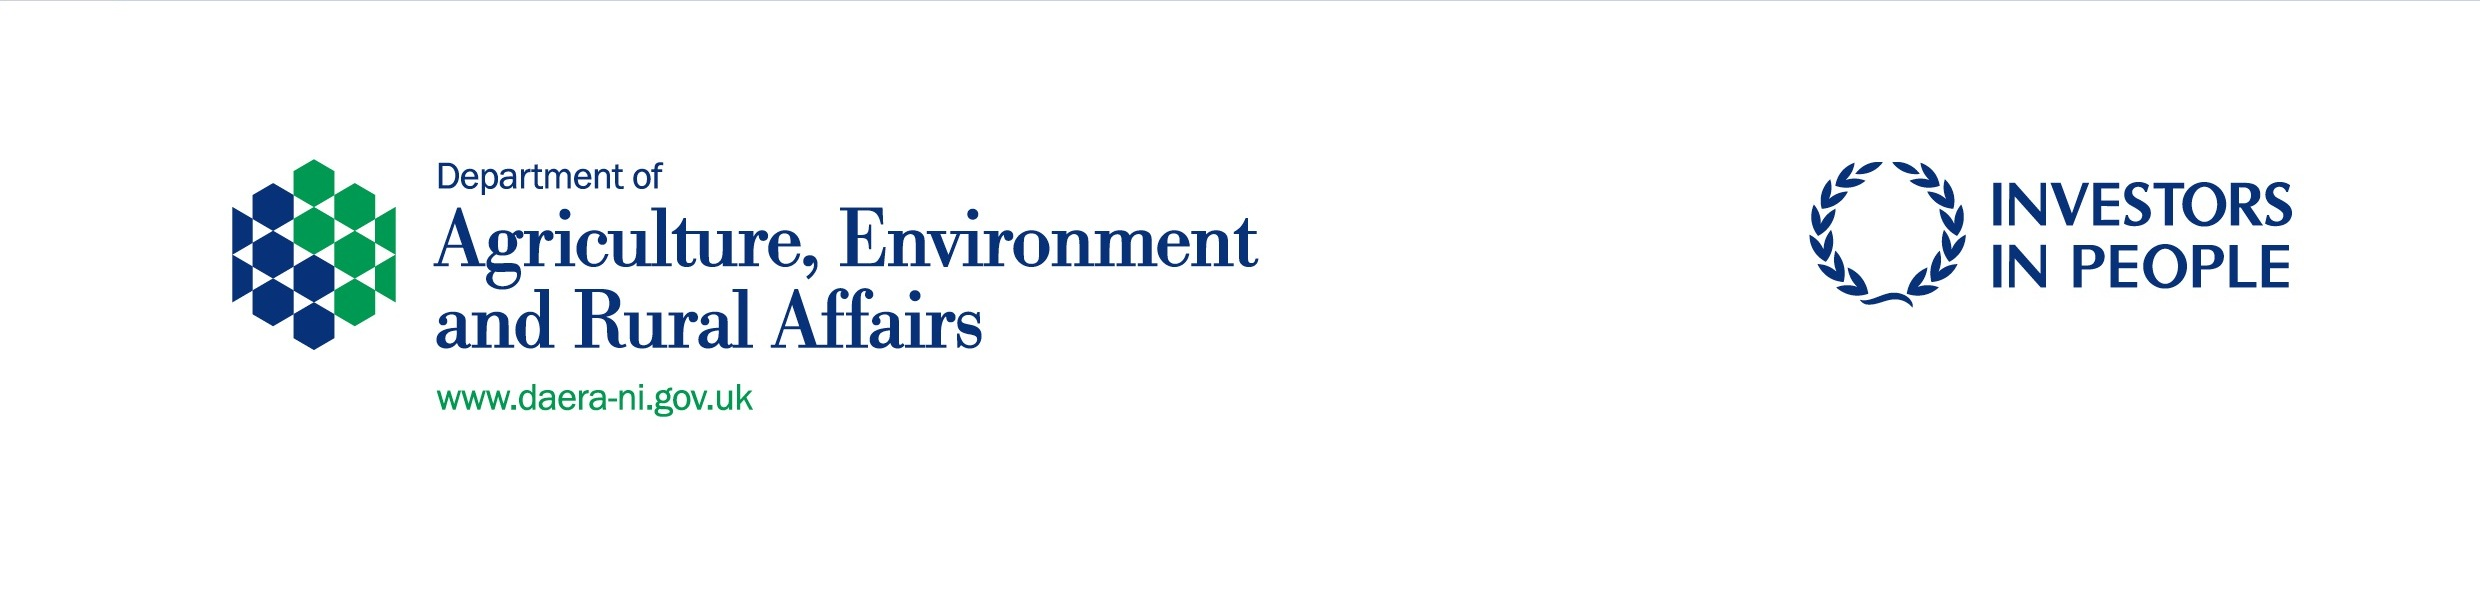 Department of
Agriculture, Environment
and Rural Affairs
www.daera-ni.gov.uk
INVESTORS
IN PEOPLE